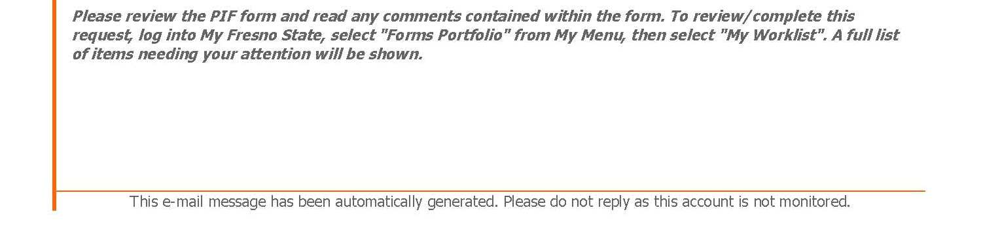 Please review the PIF form and read any comments contained within the form. To review/complete this
request, log into My Fresno State, select "Forms Portfolio" from My Menu, then select "My Worklist". A full list
of items needing your attention will be shown.
This e-mail message has been automatically generated. Please do not reply as this account is not monitored.